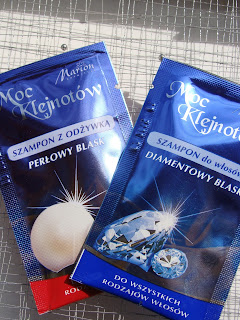 Marion
Moc
Klejnotów
SZAMPON Z ODŻYWKĄ
PERŁOWY BLASK
Moc
Klejnotów
SZAMPON do włosów
DIAMENTOWY BLASK
DO WSZYSTKICH
RODZAJÓW WŁOSÓW